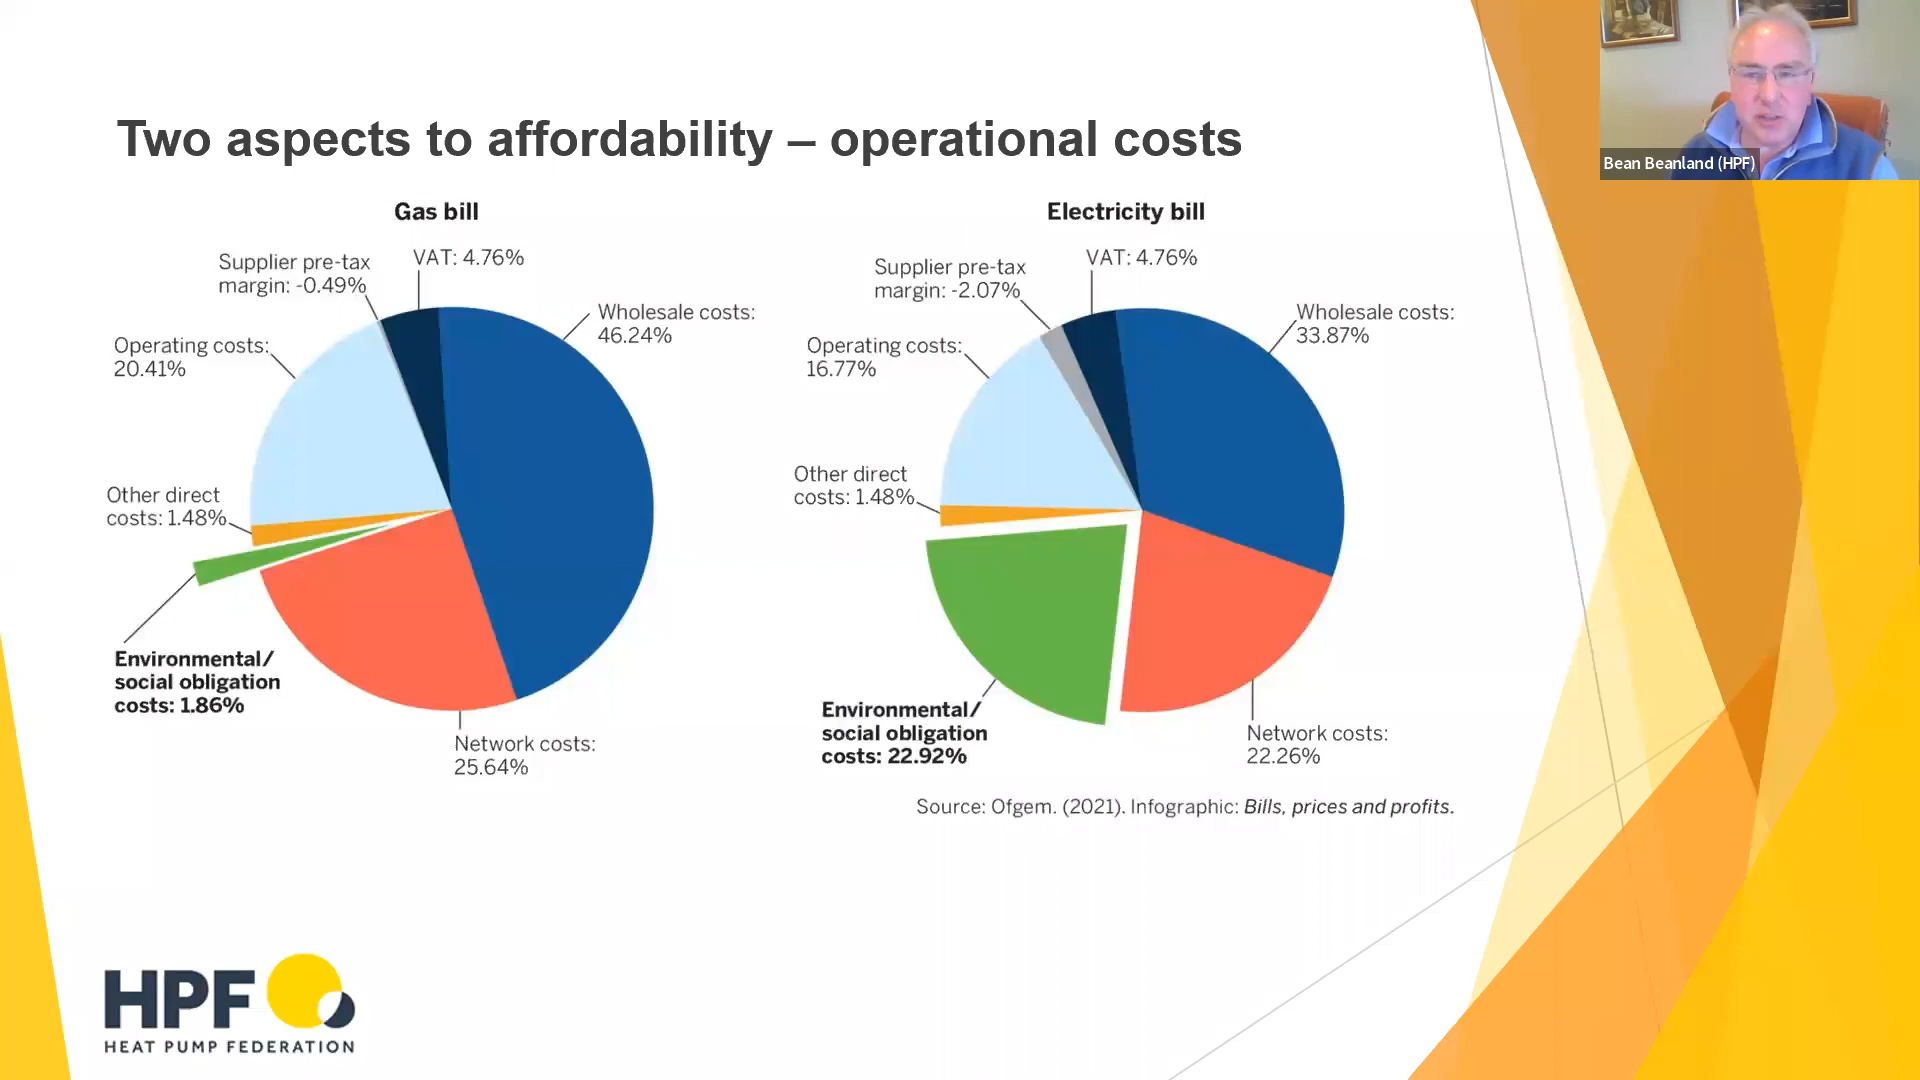 Bean Beanland (HPF)
Two aspects to affordability – operational costs
Gas bill
Supplier pre-tax
margin: -0.49%
VAT: 4.76%
Wholesale costs:
46.24%
Operating costs:
20.41%
Other direct
costs: 1.48%
Environmental/
social obligation
costs: 1.86%
Network costs:
25.64%
Electricity bill
Supplier pre-tax
margin: -2.07%
VAT: 4.76%
Wholesale costs:
33.87%
Operating costs:
16.77%
Other direct
costs: 1.48%
Environmental/
social obligation
costs: 22.92%
Network costs:
22.26%
Source: Ofgem. (2021). Infographic: Bills, prices and profits.
HPF
HEAT PUMP FEDERATION